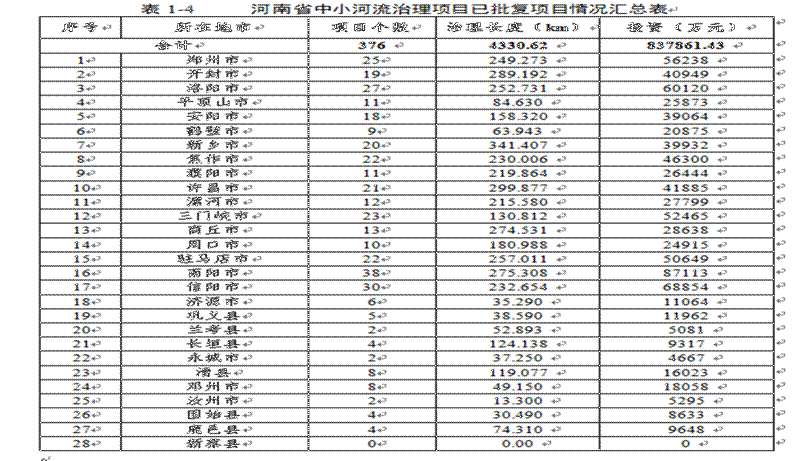 表 1-4 河南省中小河流治理项目已批复项目情况汇总表
序号 所在地市 项目个数 治理长度（km） 投资（万元）
合计 376 4330.62 837861.43
1 郑州市 25 249.273 56238
2 开封市 19 289.192 40949
3 洛阳市 27 252.731 60120
4 平顶山市 11 84.630 25873
5 安阳市 18 158.320 39064
6 鹤壁市 9 63.943 20875
7 新乡市 20 341.407 39932
8 焦作市 22 230.006 46300
9 濮阳市 11 219.864 26444
10 许昌市 21 299.877 41885
11 漯河市 12 215.580 27799
12 三门峡市 23 130.812 52465
13 商丘市 13 274.531 28638
14 周口市 10 180.988 24915
15 驻马店市 22 257.011 50649
16 南阳市 38 275.308 87113
17 信阳市 30 232.654 68854
18 济源市 6 35.290 11064
19 巩义县 5 38.590 11962
20 兰考县 2 52.893 5081
21 长垣县 4 124.138 9317
22 永城市 2 37.250 4667
23 滑县 8 119.077 16023
24 邓州市 8 49.150 18058
25 汝州市 2 13.300 5295
26 固始县 4 30.490 8633
27 鹿邑县 4 74.310 9648
28 新蔡县 0 0.00 0